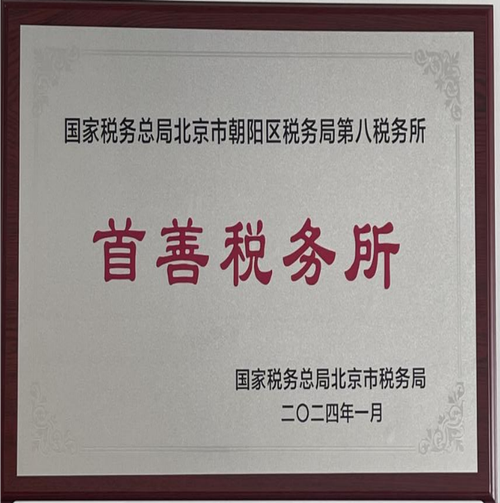 国家税务总局北京市朝阳区税务局第八税务所
首善税务所
国家税务总局北京市税务局
二〇二四年一月